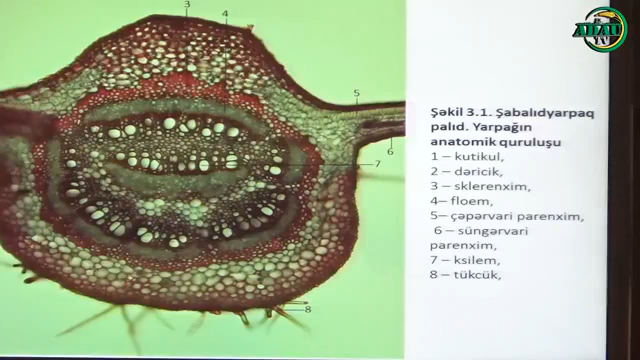 3
4
5
6
7
8
ADAU
TV
Şəkil 3.1. Şabalıdyarpaq
palıd. Yarpağın
anatomik quruluşu
1 – kutikul,
2 – dəricik,
3 – sklerenxim,
4– floem,
5– çəpərvari parenxim,
6 – süngərvari
parenxim,
7 – ksilem,
8 – tükcük,